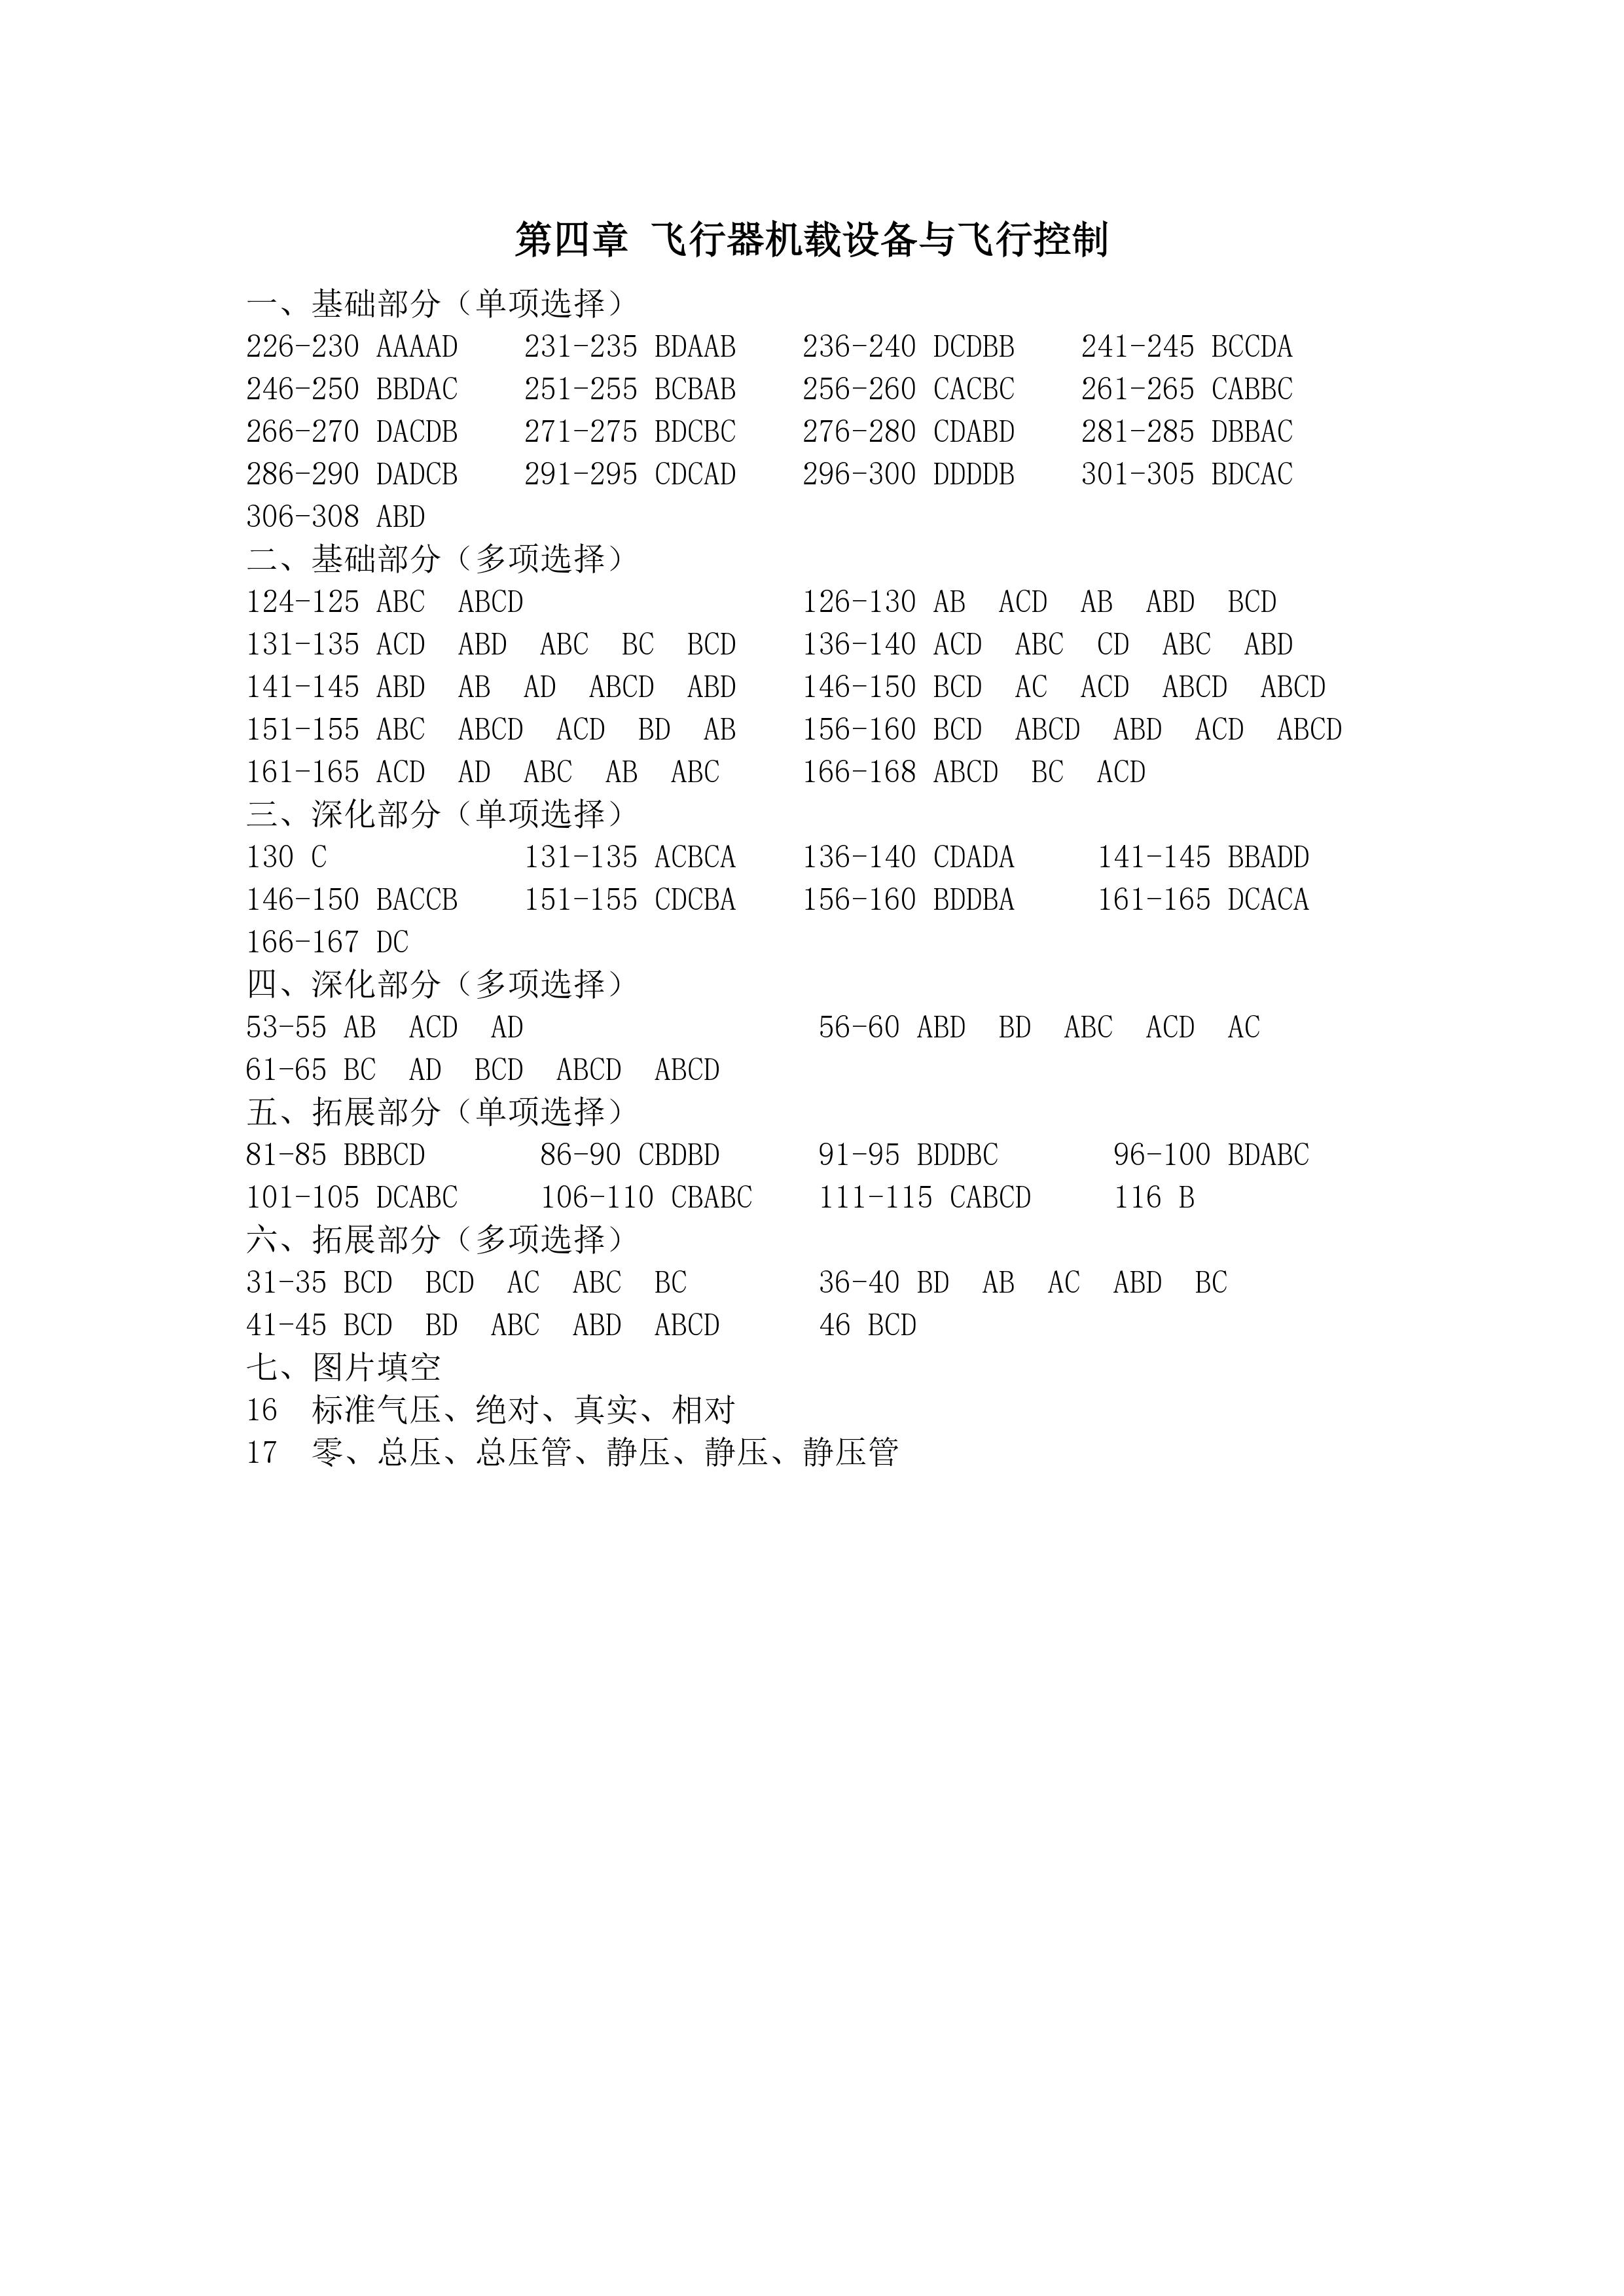 第四章 飞行器机载设备与飞行控制
一、基础部分（单项选择）
226-230 AAAAD 231-235 BDAAB 236-240 DCDBB 241-245 BCCDA
246-250 BBDAC 251-255 BCBAB 256-260 CACBC 261-265 CABBC
266-270 DACDB 271-275 BDCBC 276-280 CDABD 281-285 DBBAC
286-290 DADCB 291-295 CDCAD 296-300 DDDDB 301-305 BDCAC
306-308 ABD
二、基础部分（多项选择）
124-125 ABC ABCD 126-130 AB ACD AB ABD BCD
131-135 ACD ABD ABC BC BCD 136-140 ACD ABC CD ABC ABD
141-145 ABD AB AD ABCD ABD 146-150 BCD AC ACD ABCD ABCD
151-155 ABC ABCD ACD BD AB 156-160 BCD ABCD ABD ACD ABCD
161-165 ACD AD ABC AB ABC 166-168 ABCD BC ACD
三、深化部分（单项选择）
130 C 131-135 ACBCA 136-140 CDADA 141-145 BBADD
146-150 BACCB 151-155 CDCBA 156-160 BDDBA 161-165 DCACA
166-167 DC
四、深化部分（多项选择）
53-55 AB ACD AD 56-60 ABD BD ABC ACD AC
61-65 BC AD BCD ABCD ABCD
五、拓展部分（单项选择）
81-85 BBBCD 86-90 CBDBD 91-95 BDDBC 96-100 BDABC
101-105 DCABC 106-110 CBABC 111-115 CABCD 116 B
六、拓展部分（多项选择）
31-35 BCD BCD AC ABC BC 36-40 BD AB AC ABD BC
41-45 BCD BD ABC ABD ABCD 46 BCD
七、图片填空
16 标准气压、绝对、真实、相对
17 零、总压、总压管、静压、静压、静压管